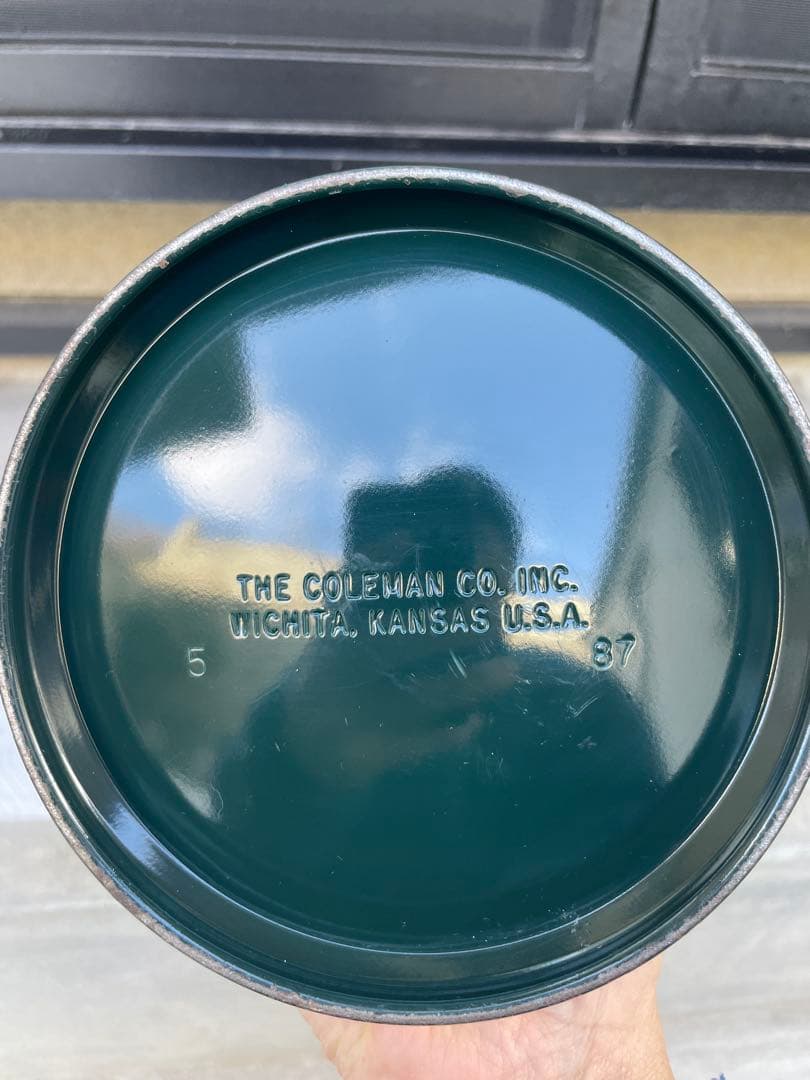 THE COLEMAN CO. INC.
WICHITA, KANSAS U.S.A.
5 87